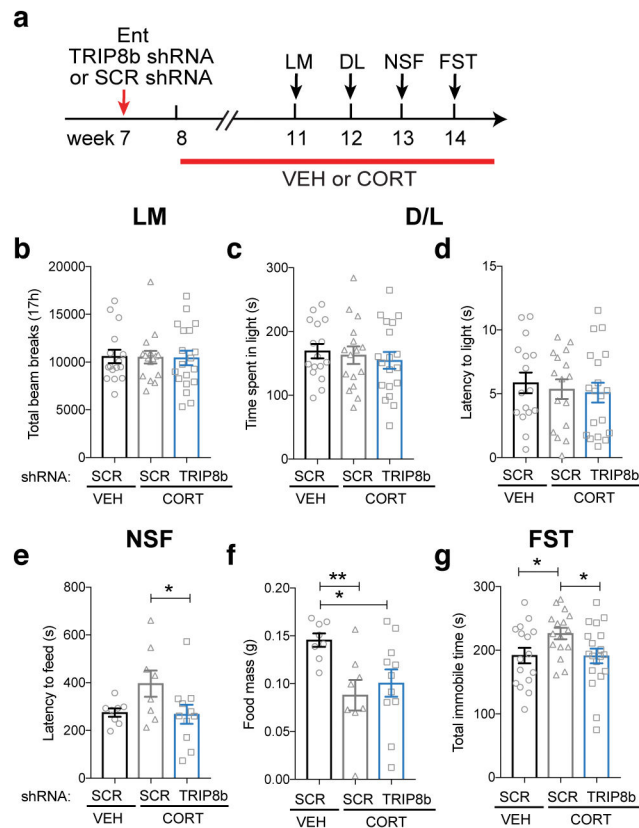 a
Ent
TRIP8b shRNA
or SCR shRNA
LM DL NSF FST
week 7 8 11 12 13 14
VEH or CORT
LM D/L
b
Total beam breaks (17h)
20000
15000
10000
5000
0
shRNA: SCR SCR TRIP8b
VEH CORT
c
Time spent in light (s)
300
200
100
0
SCR SCR TRIP8b
VEH CORT
d
Latency to light (s)
15
10
5
0
SCR SCR TRIP8b
VEH CORT
NSF FST
e
Latency to feed (s)
800
600
400
200
0
*
shRNA: SCR SCR TRIP8b
VEH CORT
f
Food mass (g)
0.20
0.15
0.10
0.05
0.00
**
*
SCR SCR TRIP8b
VEH CORT
g
Total immobile time (s)
300
200
100
0
* *
SCR SCR TRIP8b
VEH CORT